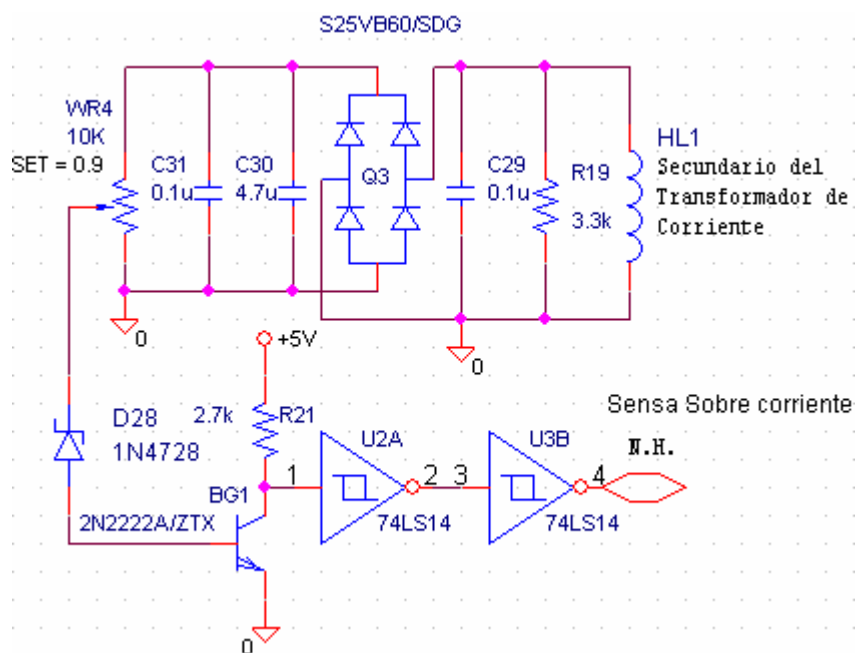 S25VB60/SDG
WR4
10K
SET = 0.9
C31
0.1u
C30
4.7u
Q3
C29
0.1u
R19
3.3k
HL1
Secundario del
Transformador de
Corriente
0
0
+5V
D28
1N4728
2.7k
R21
BG1
2N2222A/ZTX
1
U2A
2
74LS14
3
U3B
4
74LS14
Sensa Sobre corriente
N.H.
0